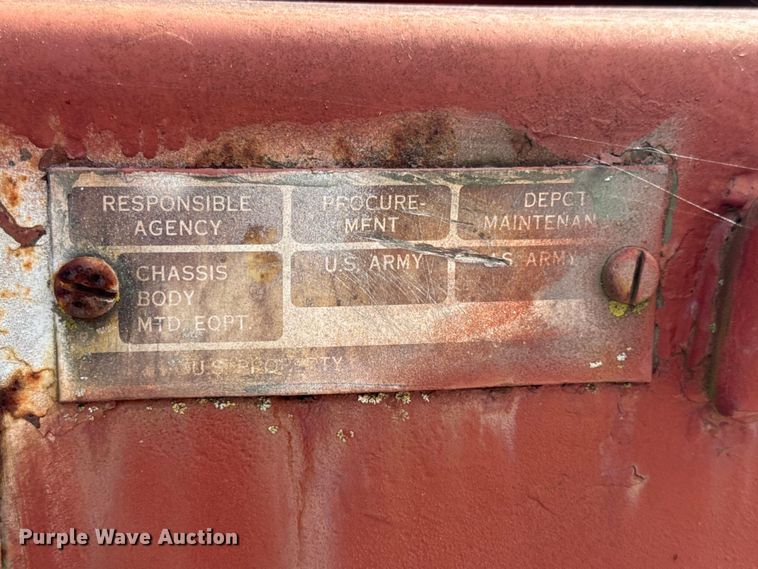 RESPONSIBLE
AGENCY
PROCURE-
MENT
DEPOT
MAINTENAN
CHASSIS
BODY
MTD. EQPT.
U.S. ARMY
S ARMY
U.S. PROPERTY
Purple Wave Auction